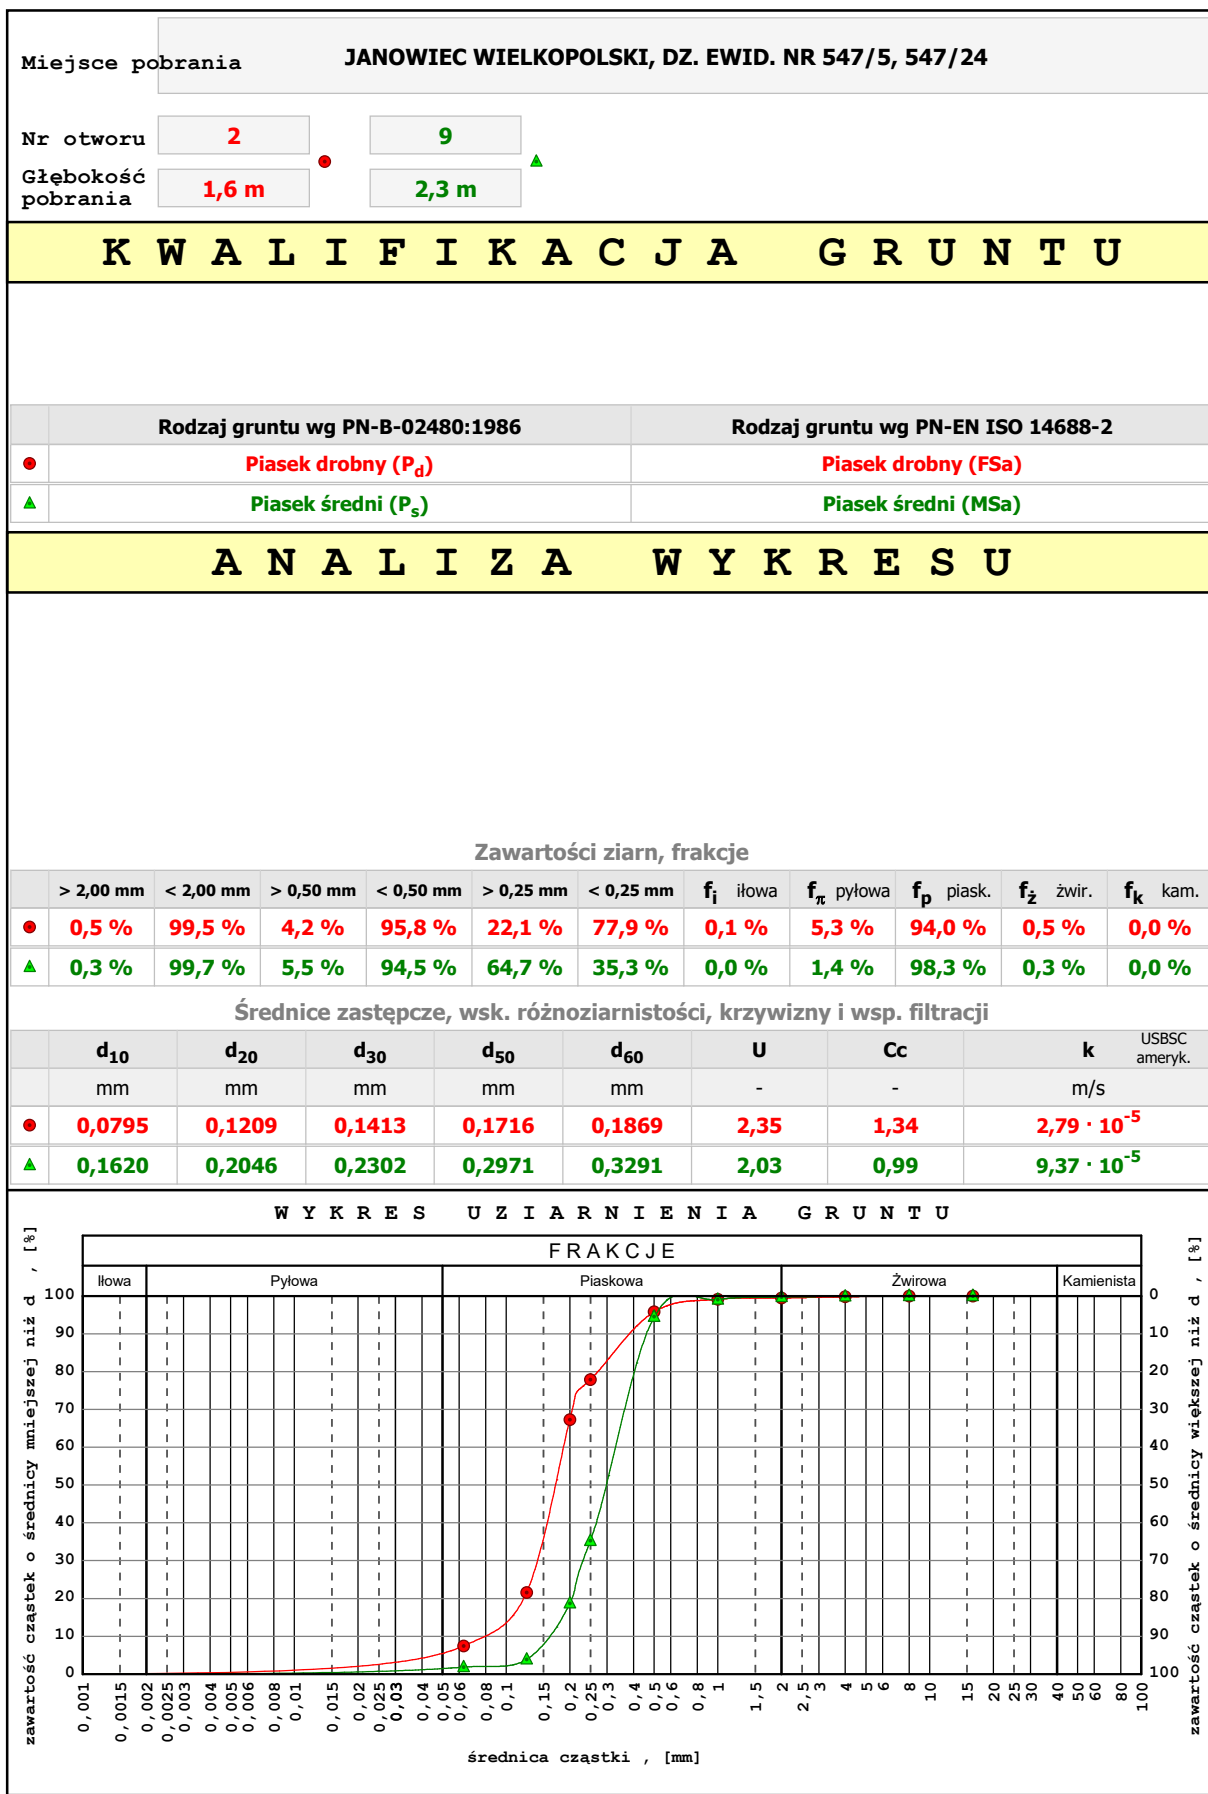 Miejsce pobrania
JANOWIEC WIELKOPOLSKI, DZ. EWID. NR 547/5, 547/24
Nr otworu 2 9
Głębokość pobrania 1,6 m 2,3 m
KWALIFIKACJA GRUNTU
Rodzaj gruntu wg PN-B-02480:1986 Rodzaj gruntu wg PN-EN ISO 14688-2
Piasek drobny (Pd) Piasek drobny (FSa)
Piasek średni (Ps) Piasek średni (MSa)
ANALIZA WYKRESU
Zawartości ziarn, frakcje
> 2,00 mm < 2,00 mm > 0,50 mm < 0,50 mm > 0,25 mm < 0,25 mm fi iłowa fπ pyłowa fp piask. fż żwir. fk kam.
0,5 % 99,5 % 4,2 % 95,8 % 22,1 % 77,9 % 0,1 % 5,3 % 94,0 % 0,5 % 0,0 %
0,3 % 99,7 % 5,5 % 94,5 % 64,7 % 35,3 % 0,0 % 1,4 % 98,3 % 0,3 % 0,0 %
Średnice zastępcze, wsk. różnoziarnistości, krzywizny i wsp. filtracji
d10 d20 d30 d50 d60 U Cc k USBSC ameryk.
mm mm mm mm mm - - m/s
0,0795 0,1209 0,1413 0,1716 0,1869 2,35 1,34 2,79 · 10-5
0,1620 0,2046 0,2302 0,2971 0,3291 2,03 0,99 9,37 · 10-5
WYKRES UZIARNIENIA GRUNTU
FRAKCJE
Iłowa Pyłowa Piaskowa Żwirowa Kamienista
zawartość cząstek o średnicy mniejszej niż d , [%]
100 0
90 10
80 20
70 30
60 40
50 50
40 60
30 70
20 80
10 90
0 100
zawartość cząstek o średnicy większej niż d , [%]
0,001 0,0015 0,002 0,0025 0,003 0,004 0,005 0,006 0,008 0,01 0,015 0,02 0,025 0,03 0,04 0,05 0,06 0,08 0,1 0,15 0,2 0,25 0,3 0,4 0,5 0,6 0,8 1 1,5 2 2,5 3 4 5 6 8 10 15 20 25 30 40 50 60 80 100
średnica cząstki , [mm]